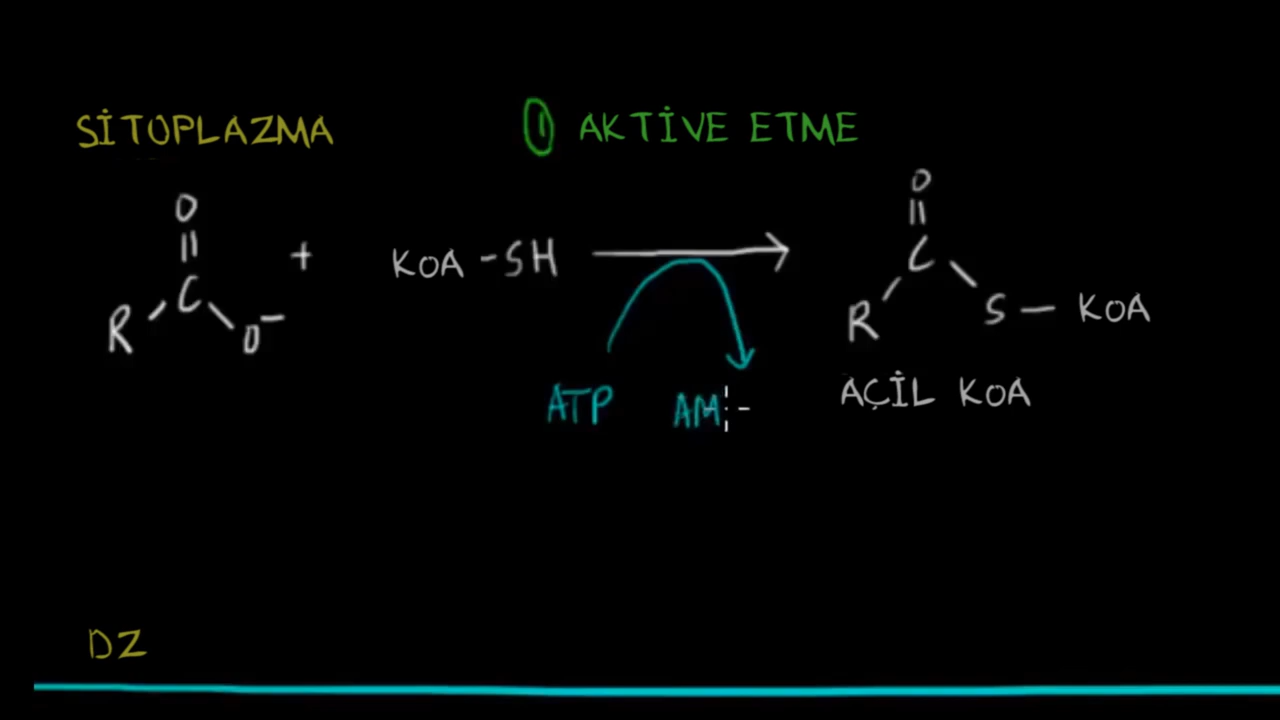 SİTOPLAZMA
1 AKTİVE ETME
O
||
R - C - O⁻ + KOA - SH
O
||
R - C - S - KOA
AÇİL KOA
ATP AM
DZ